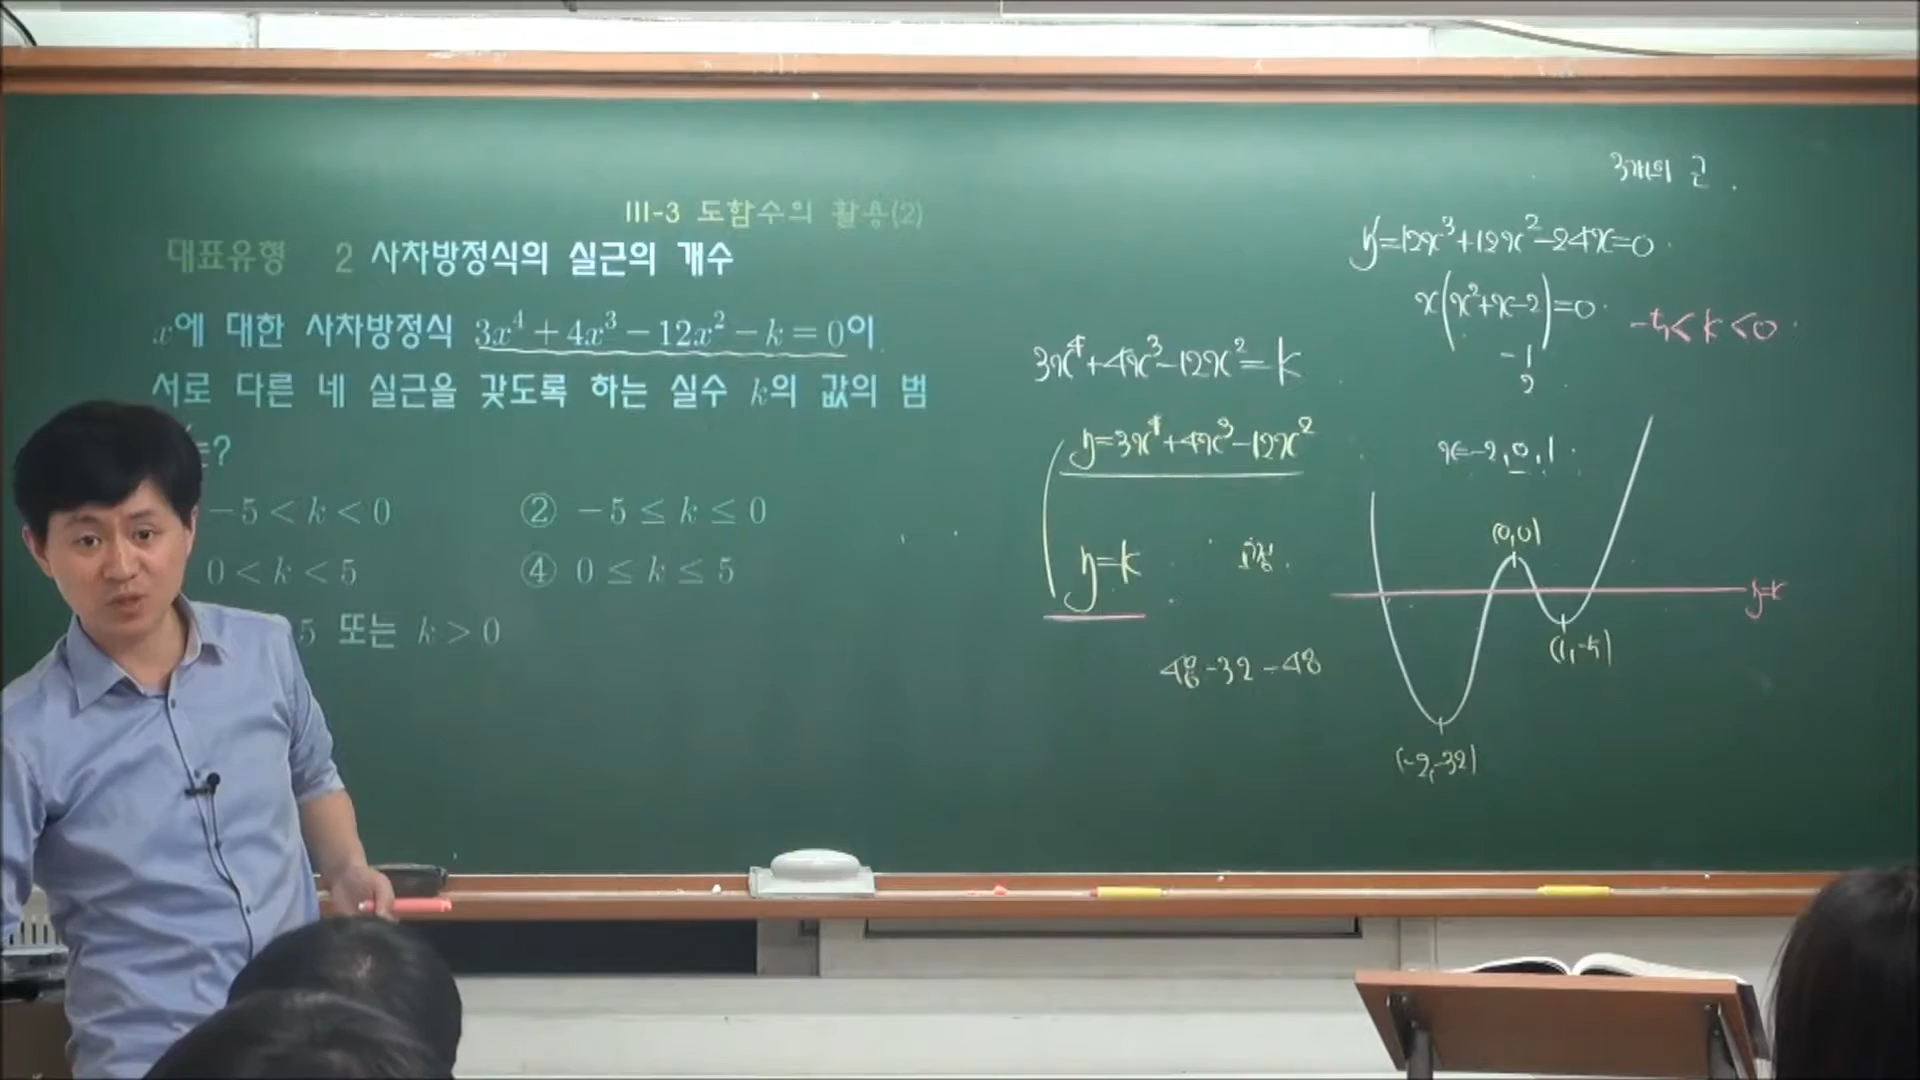 III-3 도함수의 활용(2)
대표유형 2 사차방정식의 실근의 개수
x에 대한 사차방정식 3x⁴ + 4x³ − 12x² − k = 0이
서로 다른 네 실근을 갖도록 하는 실수 k의 값의 범
는?
−5 < k < 0
② −5 ≤ k ≤ 0
0 < k < 5
④ 0 ≤ k ≤ 5
5 또는 k > 0
3x⁴+4x³-12x²=k
y=3x⁴+4x³-12x²
y=k
48-32-48
3개의 근.
y'=12x³+12x²-24x=0
x(x²+x-2)=0
-1
2
-5<k<0
x=-2, 0, 1
(0,0)
y=k
(1,-5)
(-2,-32)